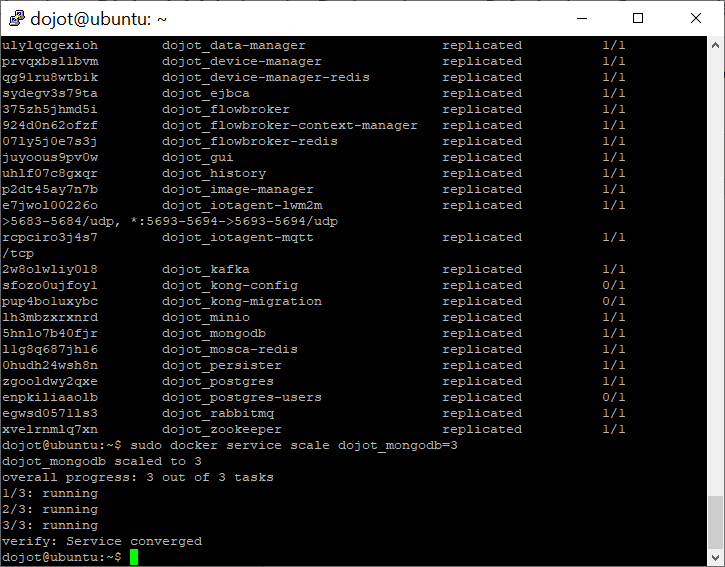 dojot@ubuntu: ~
ulylqcgexioh dojot_data-manager replicated 1/1
prvqxbsl1bvm dojot_device-manager replicated 1/1
qg9lru8wtbik dojot_device-manager-redis replicated 1/1
sydegv3s79ta dojot_ejbca replicated 1/1
375zh5jhmd5i dojot_flowbroker replicated 1/1
924d0n62ofzf dojot_flowbroker-context-manager replicated 1/1
07ly5j0e7s3j dojot_flowbroker-redis replicated 1/1
juyoous9pv0w dojot_gui replicated 1/1
uhlf07c8gxqr dojot_history replicated 1/1
p2dt45ay7n7b dojot_image-manager replicated 1/1
e7jwol00226o dojot_iotagent-lwm2m replicated 1/1
>5683-5684/udp, *:5693-5694->5693-5694/udp
rcpciro3j4s7 dojot_iotagent-mqtt replicated 1/1
/tcp
2w8olwliy0l8 dojot_kafka replicated 1/1
sfozo0ujfoyl dojot_kong-config replicated 0/1
pup4boluxybc dojot_kong-migration replicated 0/1
lh3mbzxrxnrd dojot_minio replicated 1/1
5hnlo7b40fjr dojot_mongodb replicated 1/1
l1g8q687jhl6 dojot_mosca-redis replicated 1/1
0hudh24wsh8n dojot_persister replicated 1/1
zgooldwy2qxe dojot_postgres replicated 1/1
enpkiliaaolb dojot_postgres-users replicated 0/1
egwsd057lls3 dojot_rabbitmq replicated 1/1
xvelrnmlq7xn dojot_zookeeper replicated 1/1
dojot@ubuntu:~$ sudo docker service scale dojot_mongodb=3
dojot_mongodb scaled to 3
overall progress: 3 out of 3 tasks
1/3: running
2/3: running
3/3: running
verify: Service converged
dojot@ubuntu:~$